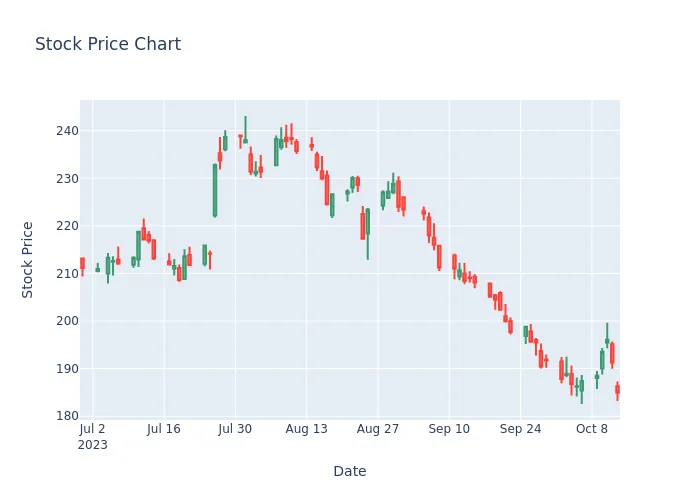 Stock Price Chart
240
230
220
210
200
190
180
Stock Price
Jul 2
2023
Jul 16
Jul 30
Aug 13
Aug 27
Sep 10
Sep 24
Oct 8
Date